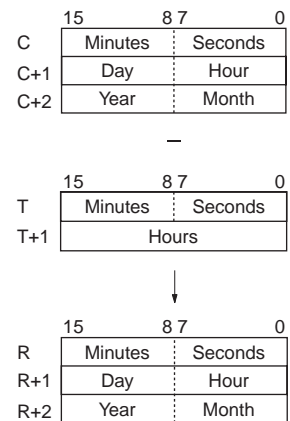 15 8 7 0
C Minutes Seconds
C+1 Day Hour
C+2 Year Month
–
15 8 7 0
T Minutes Seconds
T+1 Hours
15 8 7 0
R Minutes Seconds
R+1 Day Hour
R+2 Year Month